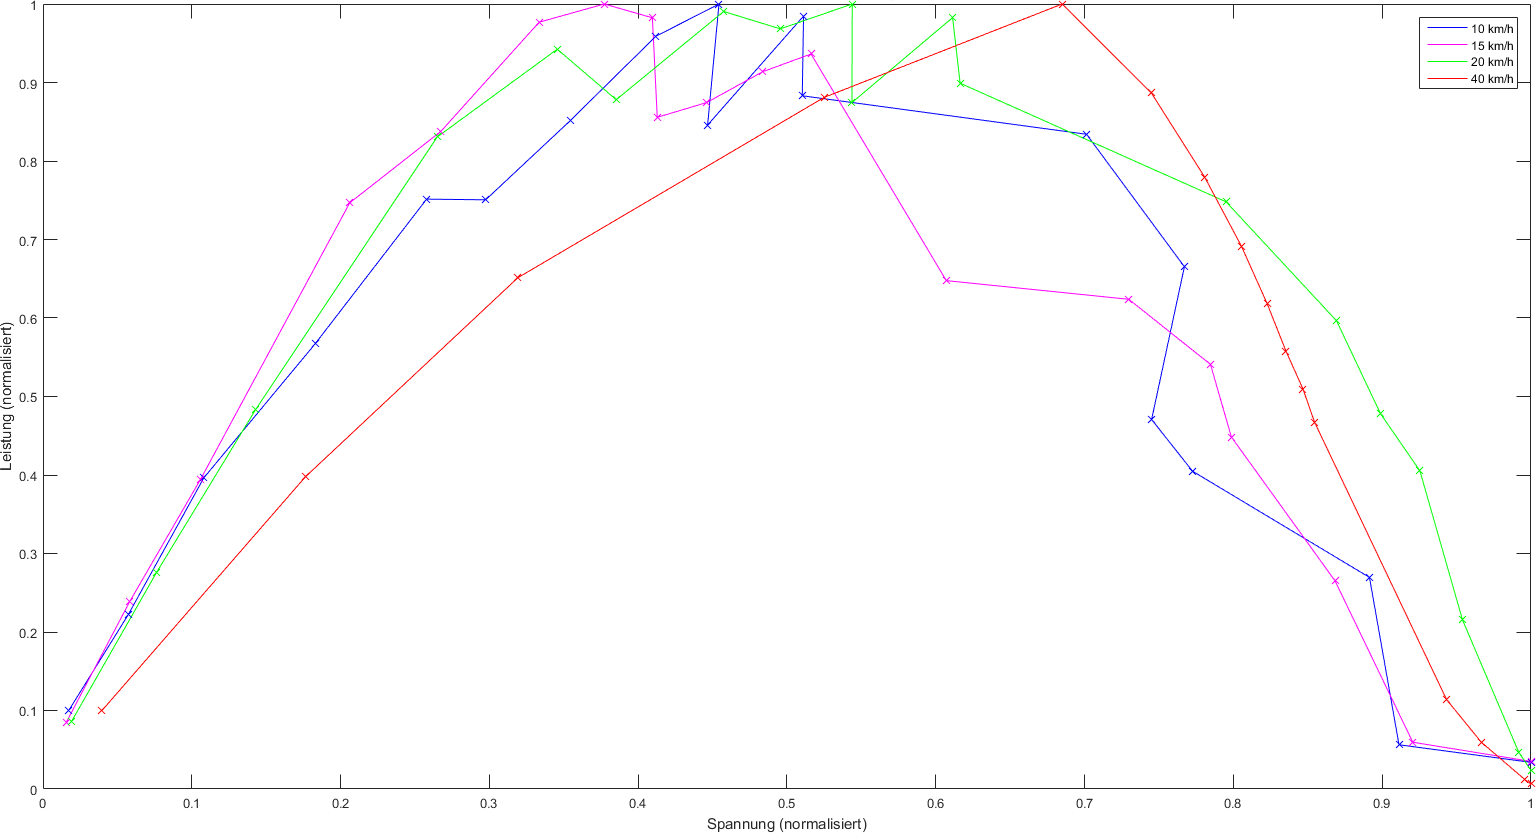 1
0.9
0.8
0.7
0.6
0.5
0.4
0.3
0.2
0.1
0
Leistung (normalisiert)
10 km/h
15 km/h
20 km/h
40 km/h
0 0.1 0.2 0.3 0.4 0.5 0.6 0.7 0.8 0.9 1
Spannung (normalisiert)